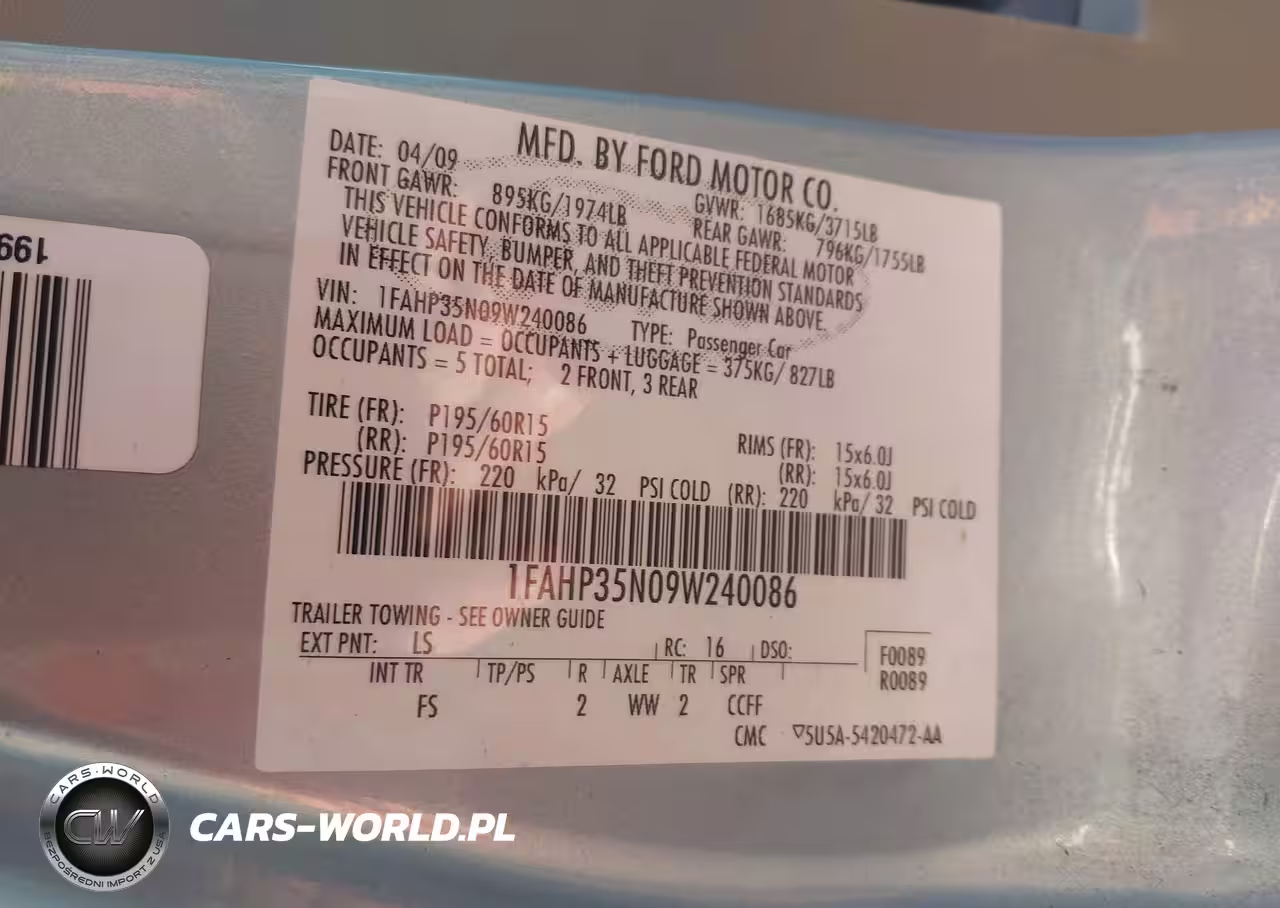 199
MFD. BY FORD MOTOR CO.
DATE: 04/09
FRONT GAWR: 895KG/1974LB
GVWR: 1685KG/3715LB
REAR GAWR: 796KG/1755LB
THIS VEHICLE CONFORMS TO ALL APPLICABLE FEDERAL MOTOR
VEHICLE SAFETY, BUMPER, AND THEFT PREVENTION STANDARDS
IN EFFECT ON THE DATE OF MANUFACTURE SHOWN ABOVE.
VIN: 1FAHP35N09W240086 TYPE: Passenger Car
MAXIMUM LOAD = OCCUPANTS + LUGGAGE = 375KG/ 827LB
OCCUPANTS = 5 TOTAL; 2 FRONT, 3 REAR
TIRE (FR): P195/60R15 RIMS (FR): 15x6.0J
(RR): P195/60R15 (RR): 15x6.0J
PRESSURE (FR): 220 kPa/ 32 PSI COLD (RR): 220 kPa/ 32 PSI COLD
1FAHP35N09W240086
TRAILER TOWING - SEE OWNER GUIDE
EXT PNT: LS RC: 16 DSO: F0089
INT TR TP/PS R AXLE TR SPR R0089
FS 2 WW 2 CCFF
CMC ▽5U5A-5420472-AA
CARS-WORLD
CW
BEZPOŚREDNI IMPORT Z USA
CARS-WORLD.PL